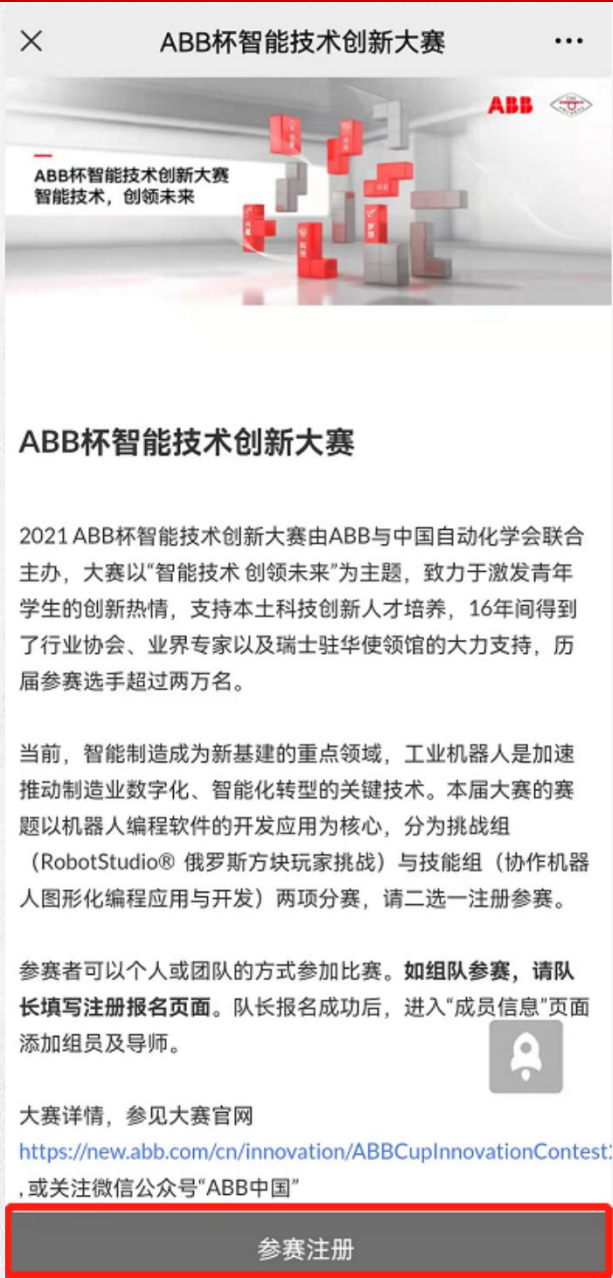 ABB杯智能技术创新大赛
ABB
ABB杯智能技术创新大赛
智能技术，创领未来
梦想
ABB杯智能技术创新大赛
2021 ABB杯智能技术创新大赛由ABB与中国自动化学会联合
主办，大赛以“智能技术 创领未来”为主题，致力于激发青年
学生的创新热情，支持本土科技创新人才培养，16年间得到
了行业协会、业界专家以及瑞士驻华使领馆的大力支持，历
届参赛选手超过两万名。
当前，智能制造成为新基建的重点领域，工业机器人是加速
推动制造业数字化、智能化转型的关键技术。本届大赛的赛
题以机器人编程软件的开发应用为核心，分为挑战组
（RobotStudio® 俄罗斯方块玩家挑战）与技能组（协作机器
人图形化编程应用与开发）两项分赛，请二选一注册参赛。
参赛者可以个人或团队的方式参加比赛。如组队参赛，请队
长填写注册报名页面。队长报名成功后，进入“成员信息”页面
添加组员及导师。
大赛详情，参见大赛官网
https://new.abb.com/cn/innovation/ABBCupInnovationContest
,或关注微信公众号“ABB中国”
参赛注册